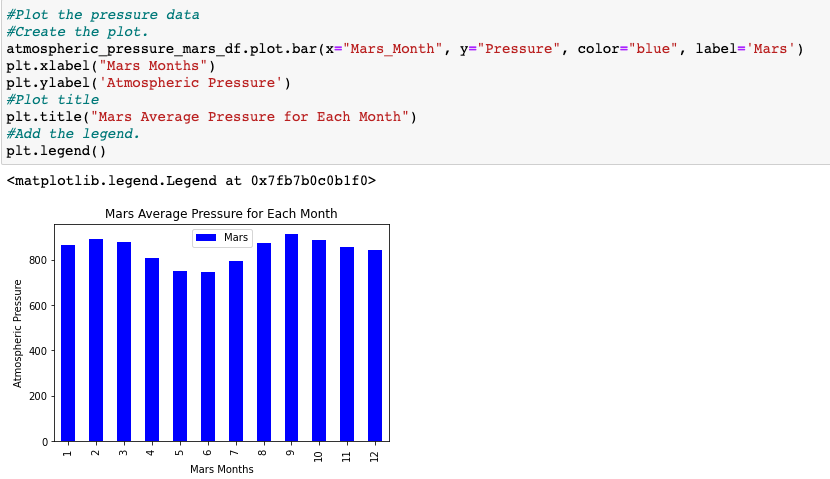 #Plot the pressure data
#Create the plot.
atmospheric_pressure_mars_df.plot.bar(x="Mars_Month", y="Pressure", color="blue", label='Mars')
plt.xlabel("Mars Months")
plt.ylabel('Atmospheric Pressure')
#Plot title
plt.title("Mars Average Pressure for Each Month")
#Add the legend.
plt.legend()
<matplotlib.legend.Legend at 0x7fb7b0c0b1f0>
Mars Average Pressure for Each Month
Mars
800
600
400
200
0
Atmospheric Pressure
1 2 3 4 5 6 7 8 9 10 11 12
Mars Months